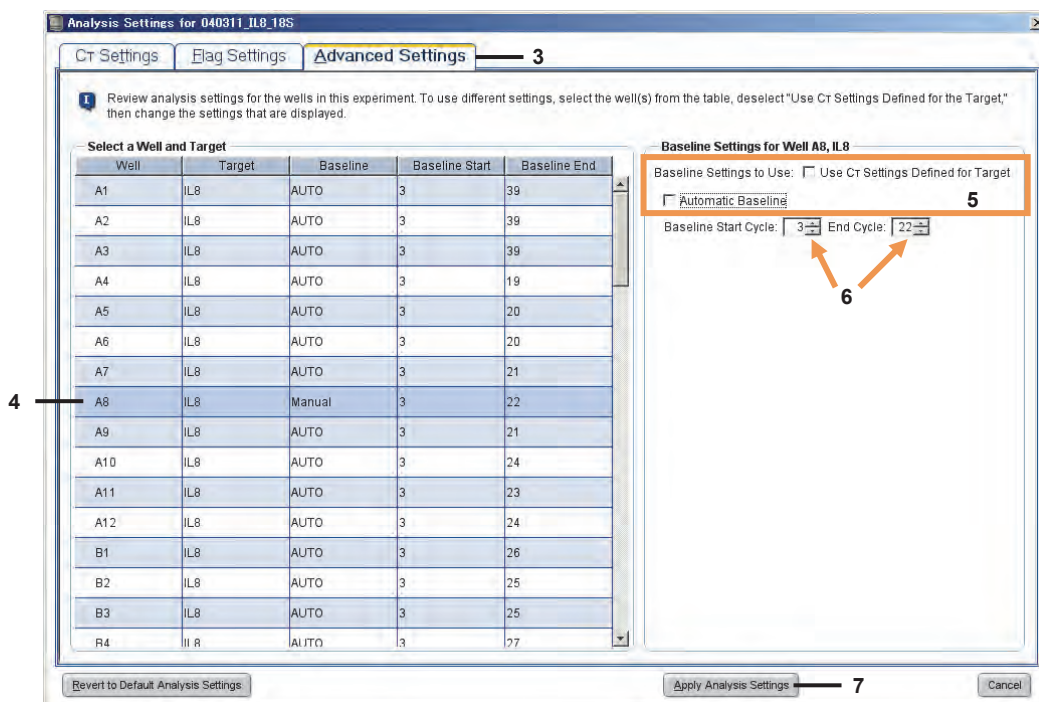 Analysis Settings for 040311_IL8_18S
CT Settings Flag Settings Advanced Settings 3
Review analysis settings for the wells in this experiment. To use different settings, select the well(s) from the table, deselect "Use CT Settings Defined for the Target,"
then change the settings that are displayed.
Select a Well and Target
Well Target Baseline Baseline Start Baseline End
A1 IL8 AUTO 3 39
A2 IL8 AUTO 3 39
A3 IL8 AUTO 3 39
A4 IL8 AUTO 3 19
A5 IL8 AUTO 3 20
A6 IL8 AUTO 3 20
A7 IL8 AUTO 3 21
4 A8 IL8 Manual 3 22
A9 IL8 AUTO 3 21
A10 IL8 AUTO 3 24
A11 IL8 AUTO 3 23
A12 IL8 AUTO 3 24
B1 IL8 AUTO 3 26
B2 IL8 AUTO 3 25
B3 IL8 AUTO 3 25
B4 IL8 AUTO 3 27
Baseline Settings for Well A8, IL8
Baseline Settings to Use: Use CT Settings Defined for Target
Automatic Baseline 5
Baseline Start Cycle: 3 End Cycle: 22
6
Revert to Default Analysis Settings Apply Analysis Settings 7 Cancel